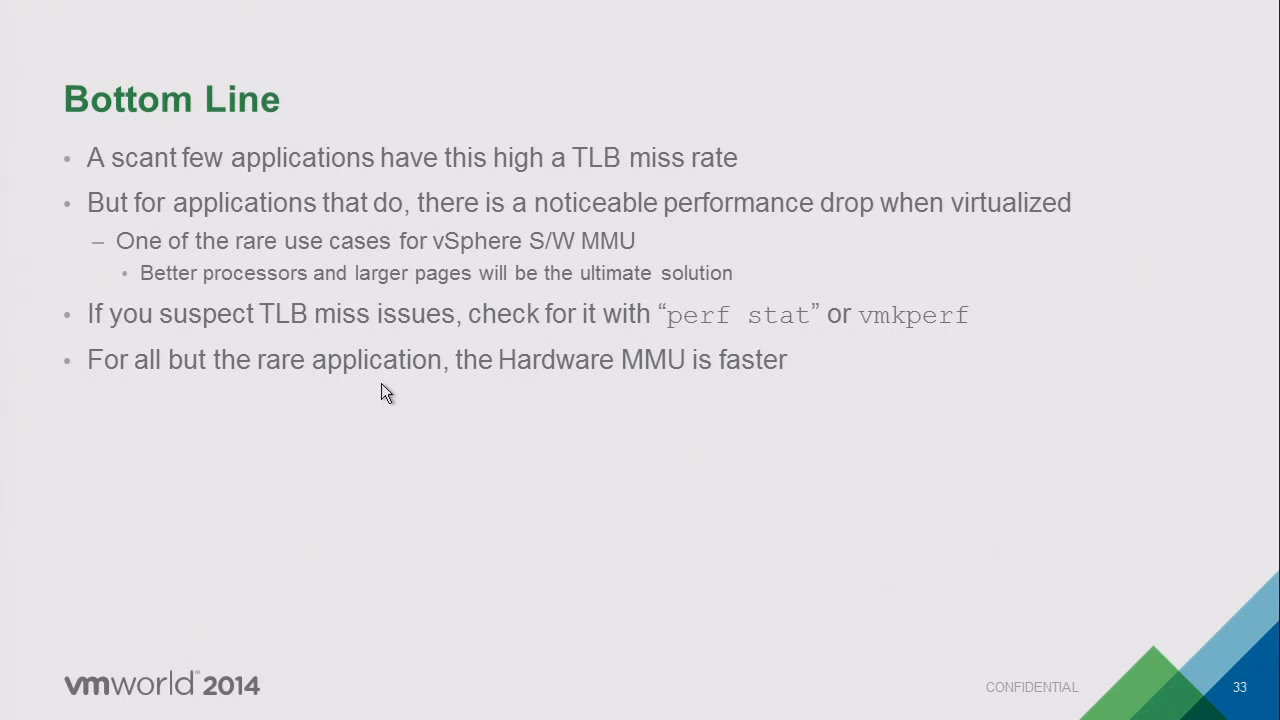 Bottom Line
• A scant few applications have this high a TLB miss rate
• But for applications that do, there is a noticeable performance drop when virtualized
– One of the rare use cases for vSphere S/W MMU
• Better processors and larger pages will be the ultimate solution
• If you suspect TLB miss issues, check for it with “perf stat” or vmkperf
• For all but the rare application, the Hardware MMU is faster
vmworld™ 2014
CONFIDENTIAL
33